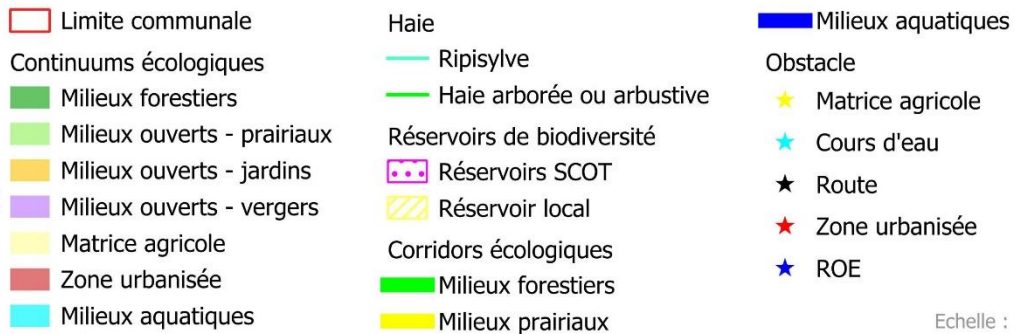 Limite communale
Continuums écologiques
Milieux forestiers
Milieux ouverts - prairiaux
Milieux ouverts - jardins
Milieux ouverts - vergers
Matrice agricole
Zone urbanisée
Milieux aquatiques
Haie
Ripisylve
Haie arborée ou arbustive
Réservoirs de biodiversité
Réservoirs SCOT
Réservoir local
Corridors écologiques
Milieux forestiers
Milieux prairiaux
Milieux aquatiques
Obstacle
Matrice agricole
Cours d'eau
Route
Zone urbanisée
ROE
Echelle :